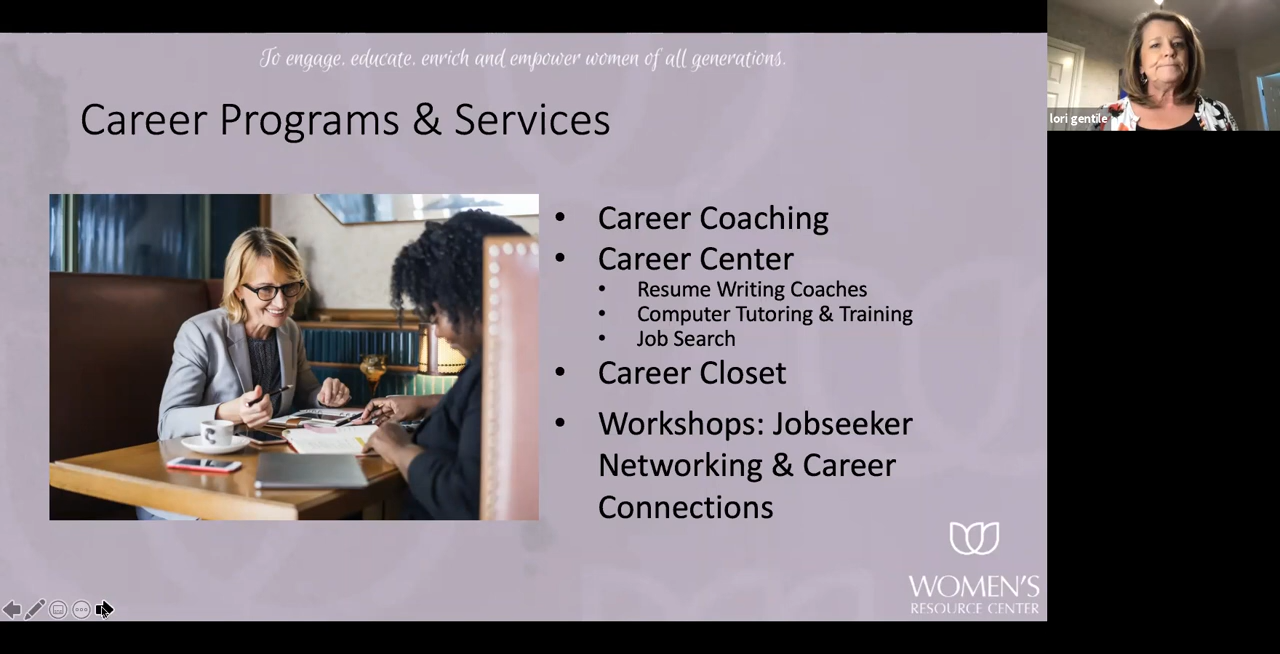 To engage, educate, enrich and empower women of all generations.
lori gentile
Career Programs & Services
• Career Coaching
• Career Center
• Resume Writing Coaches
• Computer Tutoring & Training
• Job Search
• Career Closet
• Workshops: Jobseeker
Networking & Career
Connections
WOMEN'S
RESOURCE CENTER